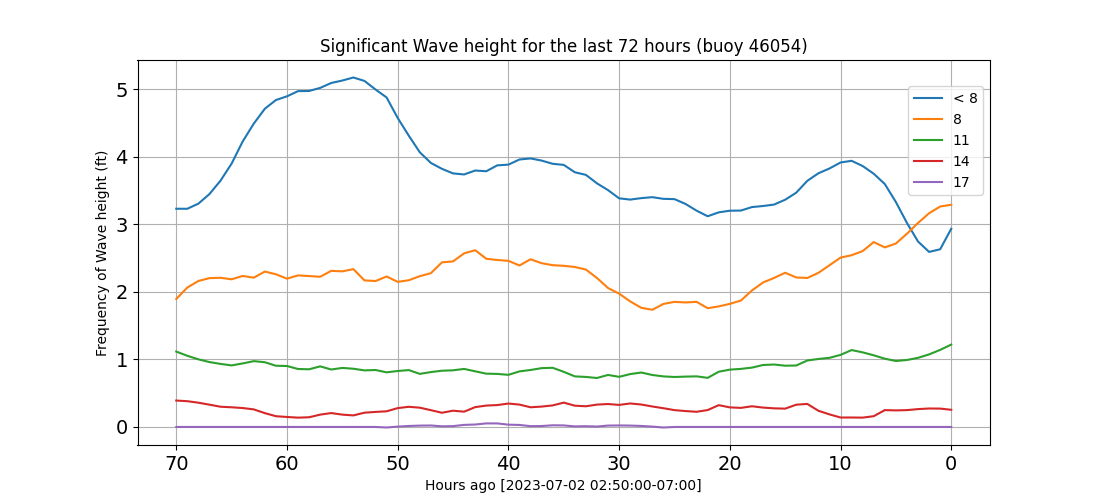 Significant Wave height for the last 72 hours (buoy 46054)
Frequency of Wave height (ft)
5
4
3
2
1
0
< 8
8
11
14
17
70 60 50 40 30 20 10 0
Hours ago [2023-07-02 02:50:00-07:00]